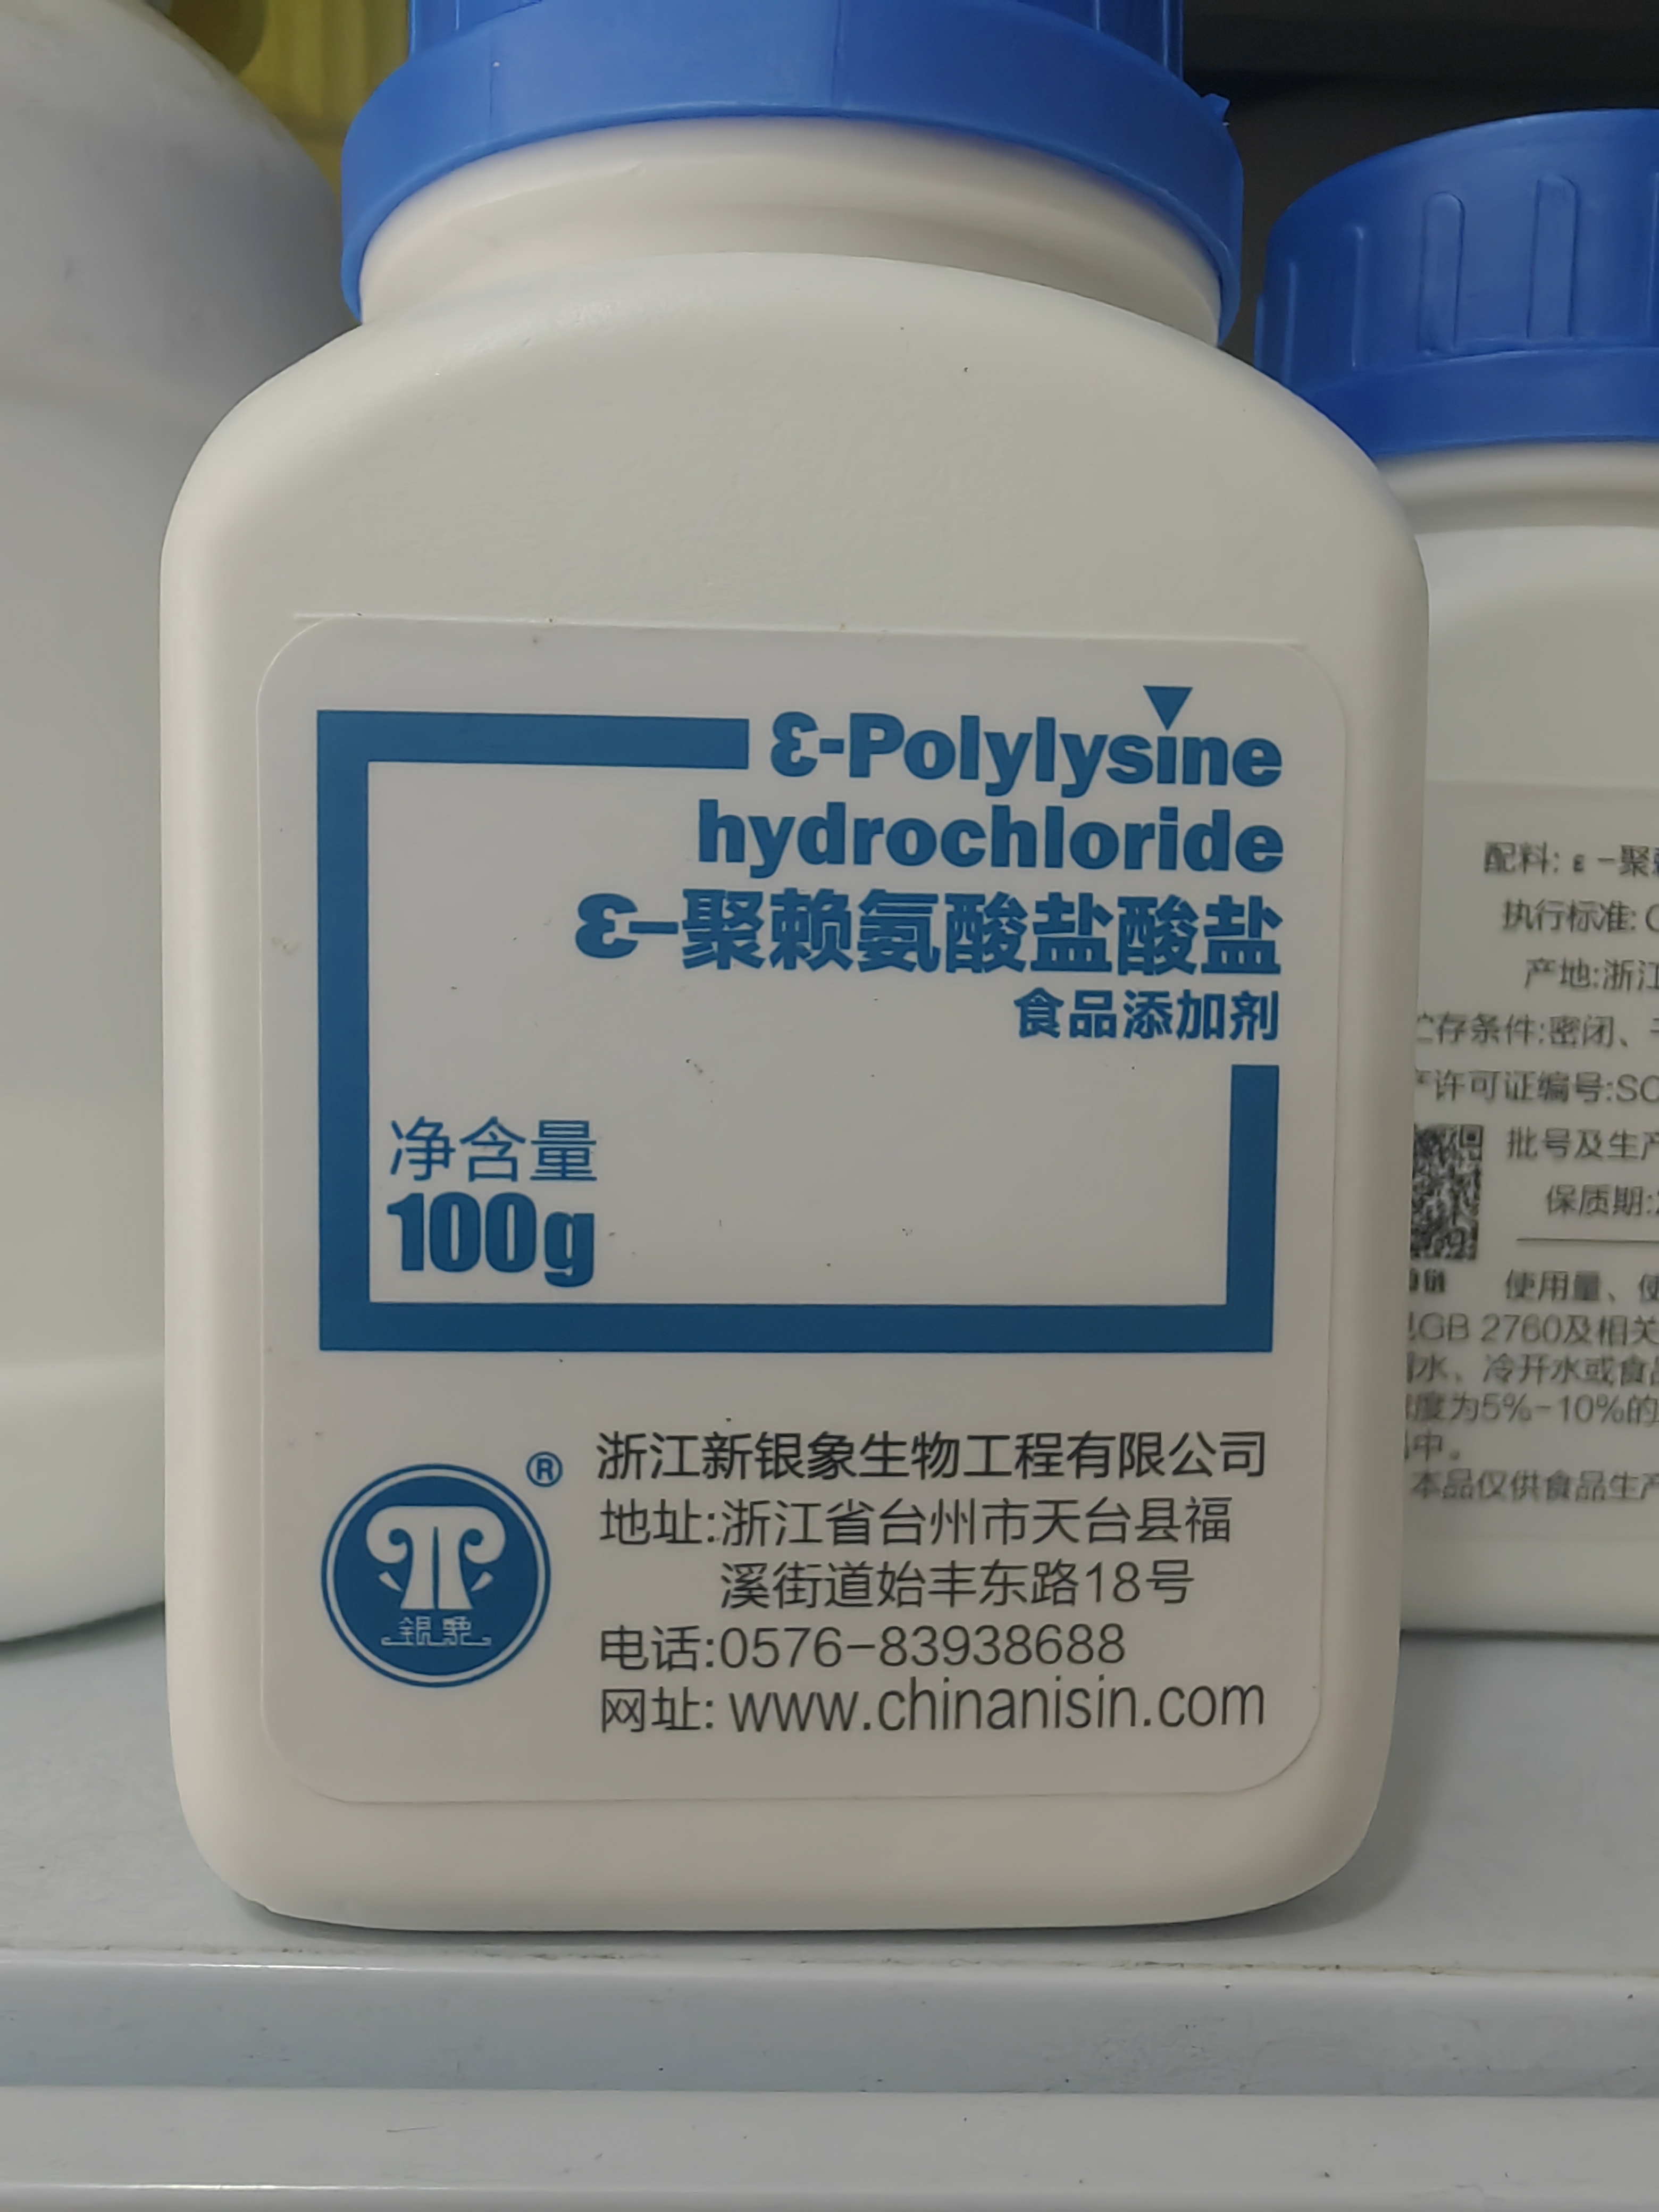 ε-Polylysine
hydrochloride
ε-聚赖氨酸盐酸盐
食品添加剂
净含量
100g
®
银象
浙江新银象生物工程有限公司
地址:浙江省台州市天台县福
溪街道始丰东路18号
电话:0576-83938688
网址: www.chinanisin.com
配料: ε-聚
执行标准:
产地:浙江
存条件:密闭、
许可证编号:SC
批号及生产
保质期:
使用量、使
GB 2760及相关
水、冷开水或食品
度为5%-10%的
中。
本品仅供食品生产